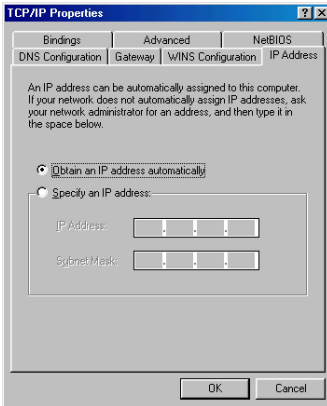 TCP/IP Properties
Bindings Advanced NetBIOS
DNS Configuration Gateway WINS Configuration IP Address
An IP address can be automatically assigned to this computer.
If your network does not automatically assign IP addresses, ask
your network administrator for an address, and then type it in
the space below.
Obtain an IP address automatically
Specify an IP address:
IP Address:
Subnet Mask:
OK Cancel